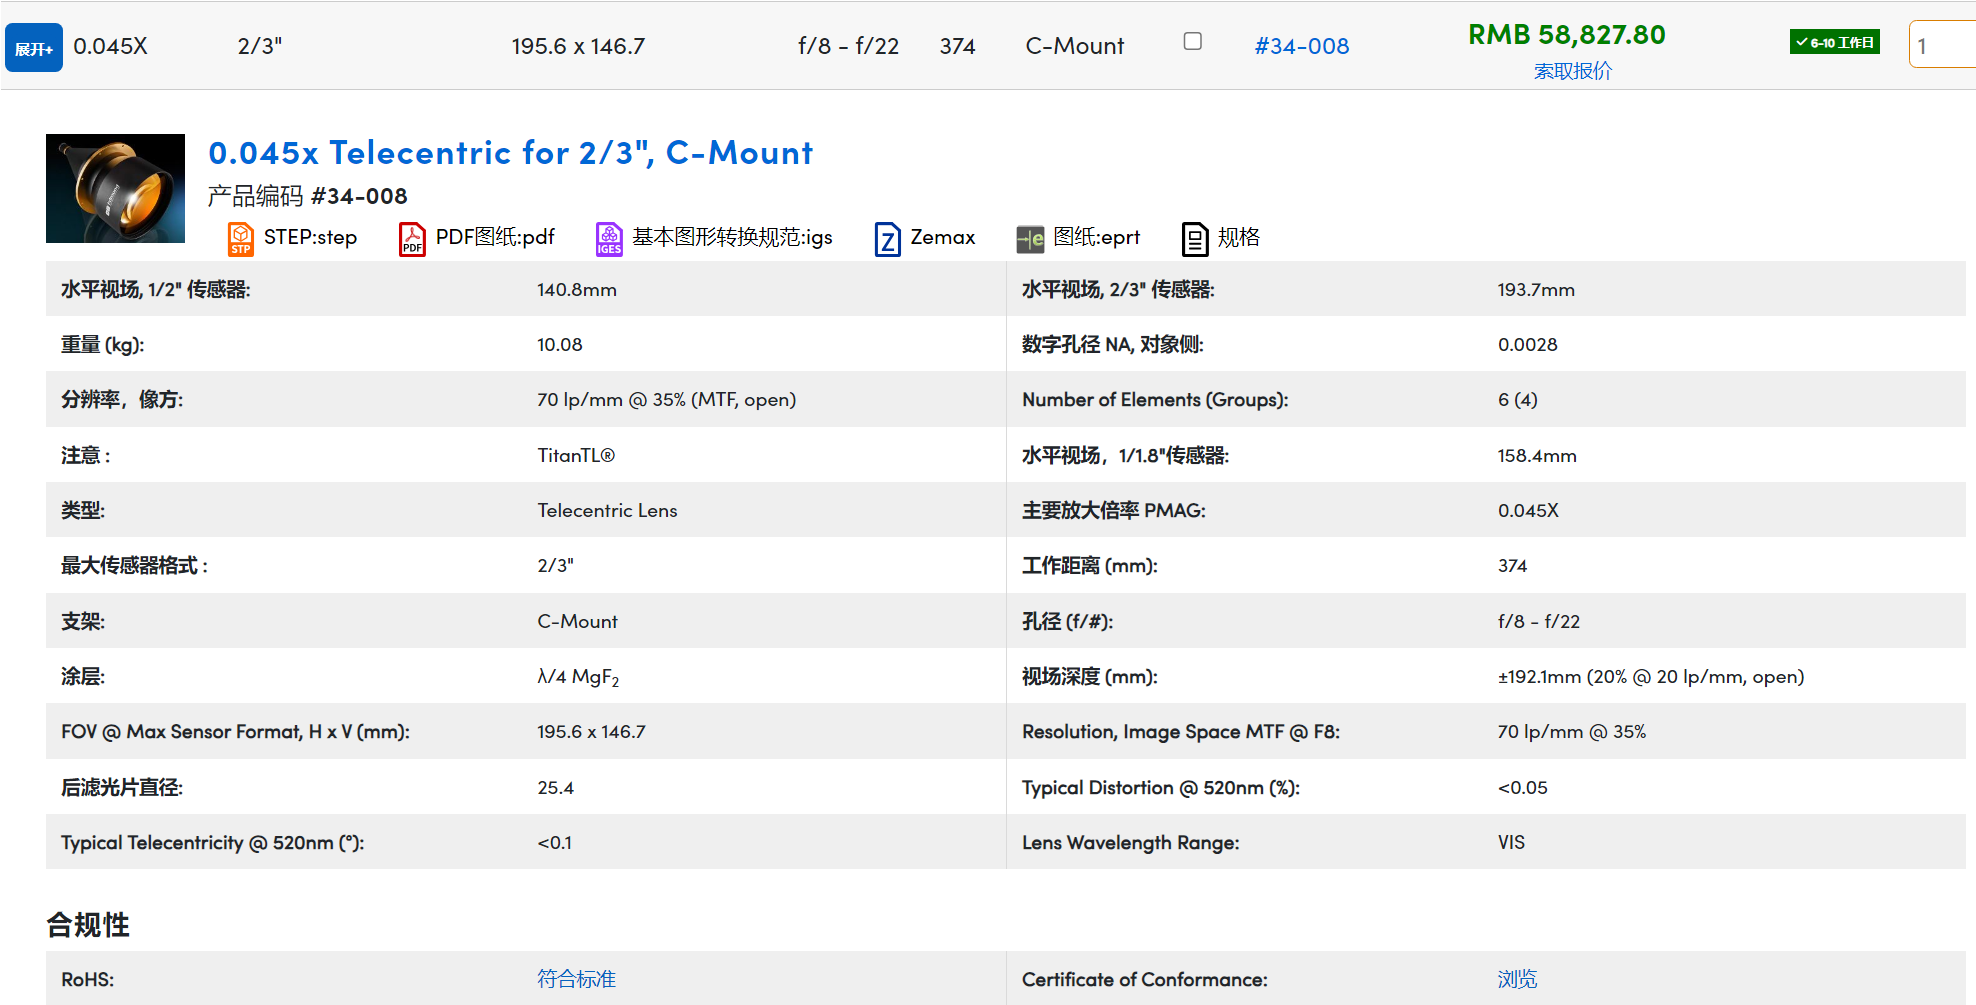 展开+ 0.045X 2/3" 195.6 x 146.7 f/8 - f/22 374 C-Mount #34-008 RMB 58,827.80 6-10 工作日 1
索取报价
0.045x Telecentric for 2/3", C-Mount
产品编码 #34-008
STEP:step PDF图纸:pdf 基本图形转换规范:igs Zemax 图纸:eprt 规格
水平视场, 1/2" 传感器: 140.8mm 水平视场, 2/3" 传感器: 193.7mm
重量 (kg): 10.08 数字孔径 NA, 对象侧: 0.0028
分辨率，像方: 70 lp/mm @ 35% (MTF, open) Number of Elements (Groups): 6 (4)
注意 : TitanTL® 水平视场，1/1.8"传感器: 158.4mm
类型: Telecentric Lens 主要放大倍率 PMAG: 0.045X
最大传感器格式 : 2/3" 工作距离 (mm): 374
支架: C-Mount 孔径 (f/#): f/8 - f/22
涂层: λ/4 MgF₂ 视场深度 (mm): ±192.1mm (20% @ 20 lp/mm, open)
FOV @ Max Sensor Format, H x V (mm): 195.6 x 146.7 Resolution, Image Space MTF @ F8: 70 lp/mm @ 35%
后滤光片直径: 25.4 Typical Distortion @ 520nm (%): <0.05
Typical Telecentricity @ 520nm (°): <0.1 Lens Wavelength Range: VIS
合规性
RoHS: 符合标准 Certificate of Conformance: 浏览